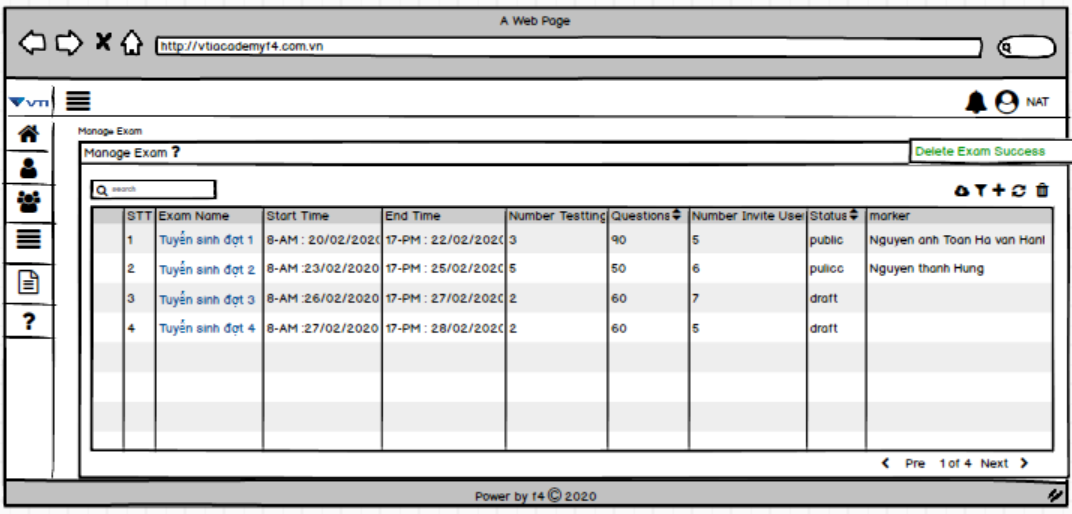 A Web Page
http://vtiacademyf4.com.vn
VTI
NAT
Manage Exam
Manage Exam ?
Delete Exam Success
search
STT Exam Name Start Time End Time Number Testting Questions Number Invite User Status marker
1 Tuyển sinh đợt 1 8-AM : 20/02/2020 17-PM : 22/02/2020 3 90 5 public Nguyen anh Toan Ha van Hanh
2 Tuyển sinh đợt 2 8-AM :23/02/2020 17-PM : 25/02/2020 5 50 6 pulicc Nguyen thanh Hung
3 Tuyển sinh đợt 3 8-AM :26/02/2020 17-PM : 27/02/2020 2 60 7 draft
4 Tuyển sinh đợt 4 8-AM :27/02/2020 17-PM : 28/02/2020 2 60 5 draft
?
Pre 1 of 4 Next
Power by f4 © 2020